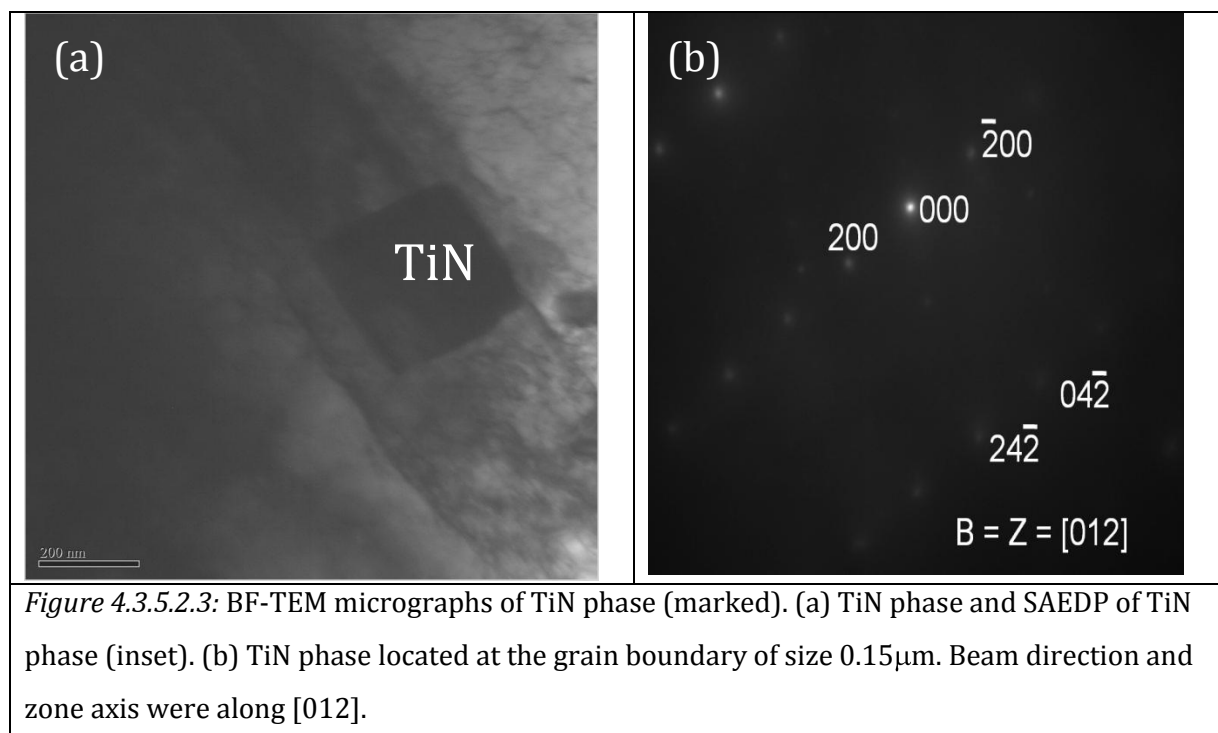 (a)
TiN
200 nm
(b)
2̅00
000
200
042̅
242̅
B = Z = [012]
Figure 4.3.5.2.3: BF-TEM micrographs of TiN phase (marked). (a) TiN phase and SAEDP of TiN
phase (inset). (b) TiN phase located at the grain boundary of size 0.15μm. Beam direction and
zone axis were along [012].